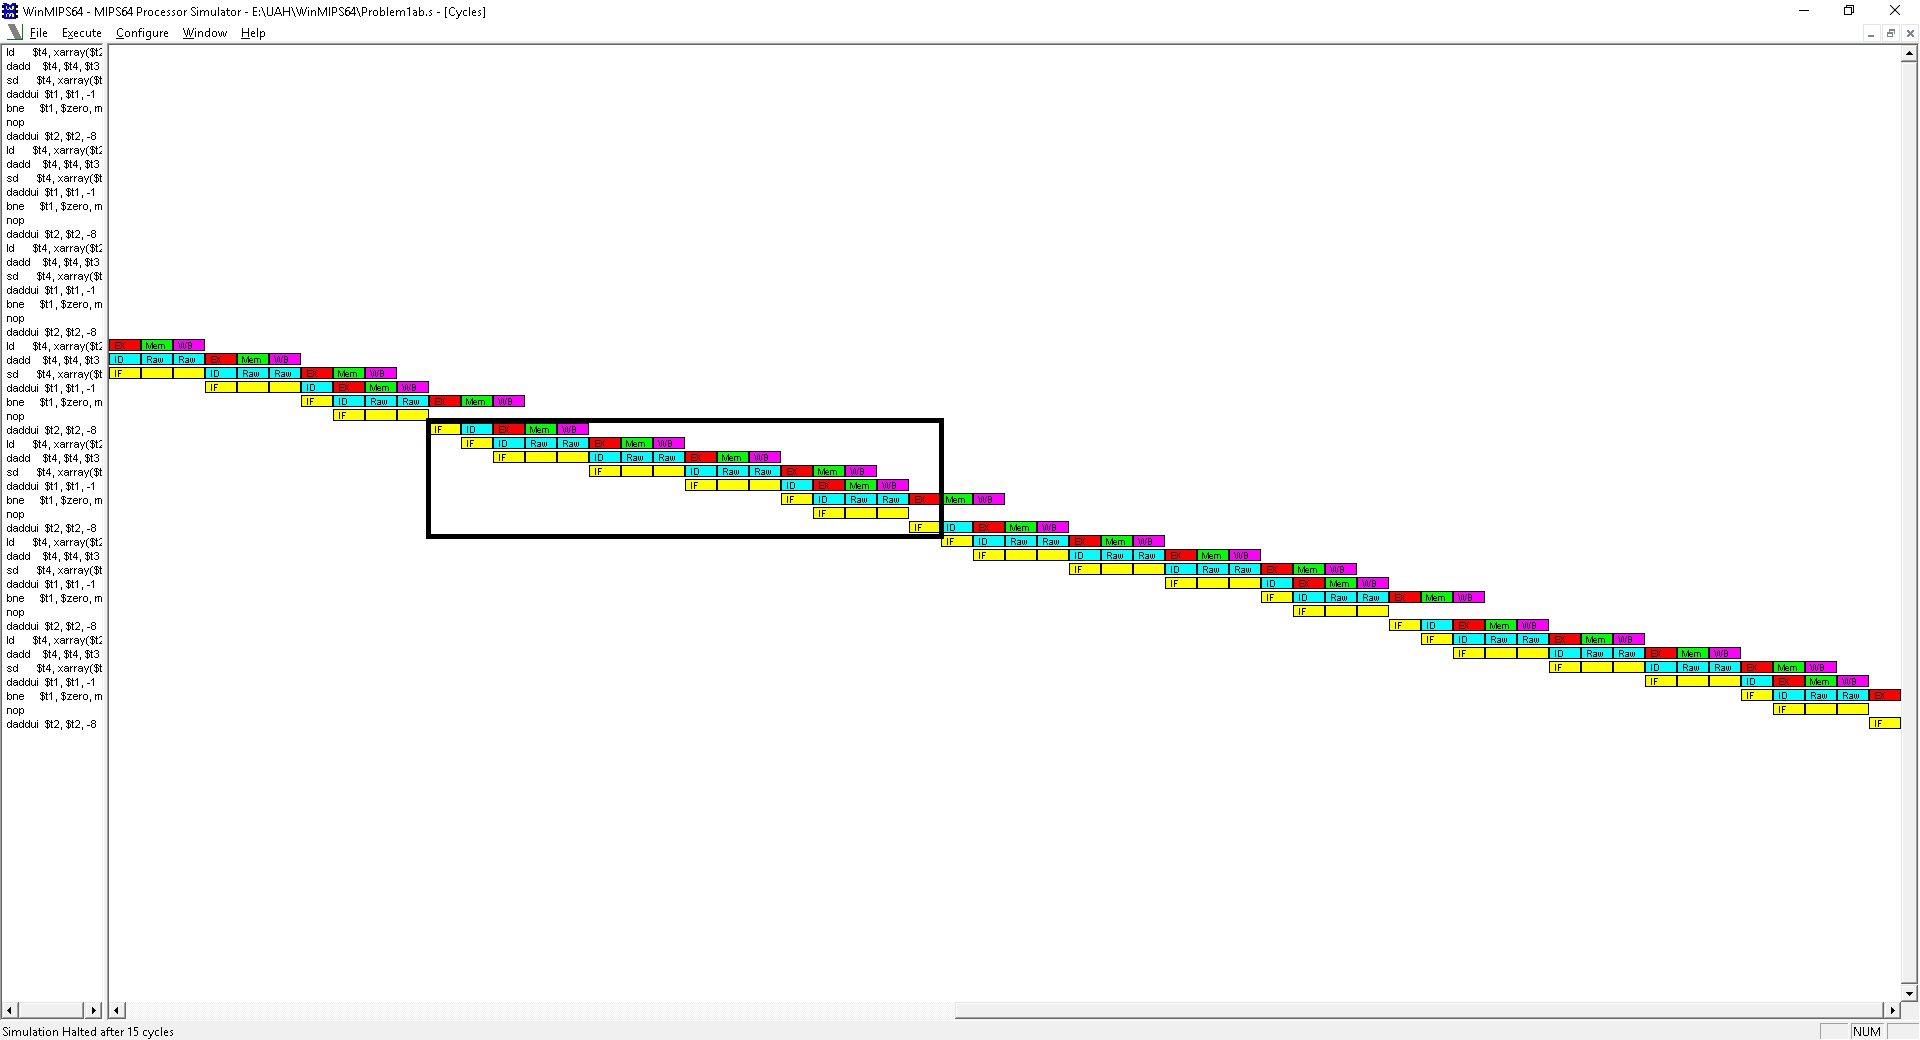 WinMIPS64 - MIPS64 Processor Simulator - E:\UAH\WinMIPS64\Problem1ab.s - [Cycles]
File Execute Configure Window Help
ld $t4, xarray($t2
dadd $t4, $t4, $t3
sd $t4, xarray($t
daddui $t1, $t1, -1
bne $t1, $zero, m
nop
daddui $t2, $t2, -8
ld $t4, xarray($t2
dadd $t4, $t4, $t3
sd $t4, xarray($t
daddui $t1, $t1, -1
bne $t1, $zero, m
nop
daddui $t2, $t2, -8
ld $t4, xarray($t2
dadd $t4, $t4, $t3
sd $t4, xarray($t
daddui $t1, $t1, -1
bne $t1, $zero, m
nop
daddui $t2, $t2, -8
ld $t4, xarray($t2 EX Mem WB
dadd $t4, $t4, $t3 ID Raw Raw EX Mem WB
sd $t4, xarray($t IF ID Raw Raw EX Mem WB
daddui $t1, $t1, -1 IF ID EX Mem WB
bne $t1, $zero, m IF ID Raw Raw EX Mem WB
nop IF
daddui $t2, $t2, -8 IF ID EX Mem WB
ld $t4, xarray($t2 IF ID Raw Raw EX Mem WB
dadd $t4, $t4, $t3 IF ID Raw Raw EX Mem WB
sd $t4, xarray($t IF ID Raw Raw EX Mem WB
daddui $t1, $t1, -1 IF ID EX Mem WB
bne $t1, $zero, m IF ID Raw Raw EX Mem WB
nop IF
daddui $t2, $t2, -8 IF ID EX Mem WB
ld $t4, xarray($t2 IF ID Raw Raw EX Mem WB
dadd $t4, $t4, $t3 IF ID Raw Raw EX Mem WB
sd $t4, xarray($t IF ID Raw Raw EX Mem WB
daddui $t1, $t1, -1 IF ID EX Mem WB
bne $t1, $zero, m IF ID Raw Raw EX Mem WB
nop IF
daddui $t2, $t2, -8 IF ID EX Mem WB
ld $t4, xarray($t2 IF ID Raw Raw EX Mem WB
dadd $t4, $t4, $t3 IF ID Raw Raw EX Mem WB
sd $t4, xarray($t IF ID Raw Raw EX Mem WB
daddui $t1, $t1, -1 IF ID EX Mem WB
bne $t1, $zero, m IF ID Raw Raw EX
nop IF
daddui $t2, $t2, -8 IF
Simulation Halted after 15 cycles NUM